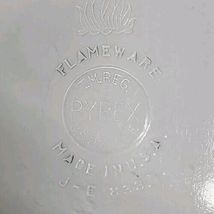 FLAMEWARE
T.M. REG.
PYREX
MADE IN U.S.A.